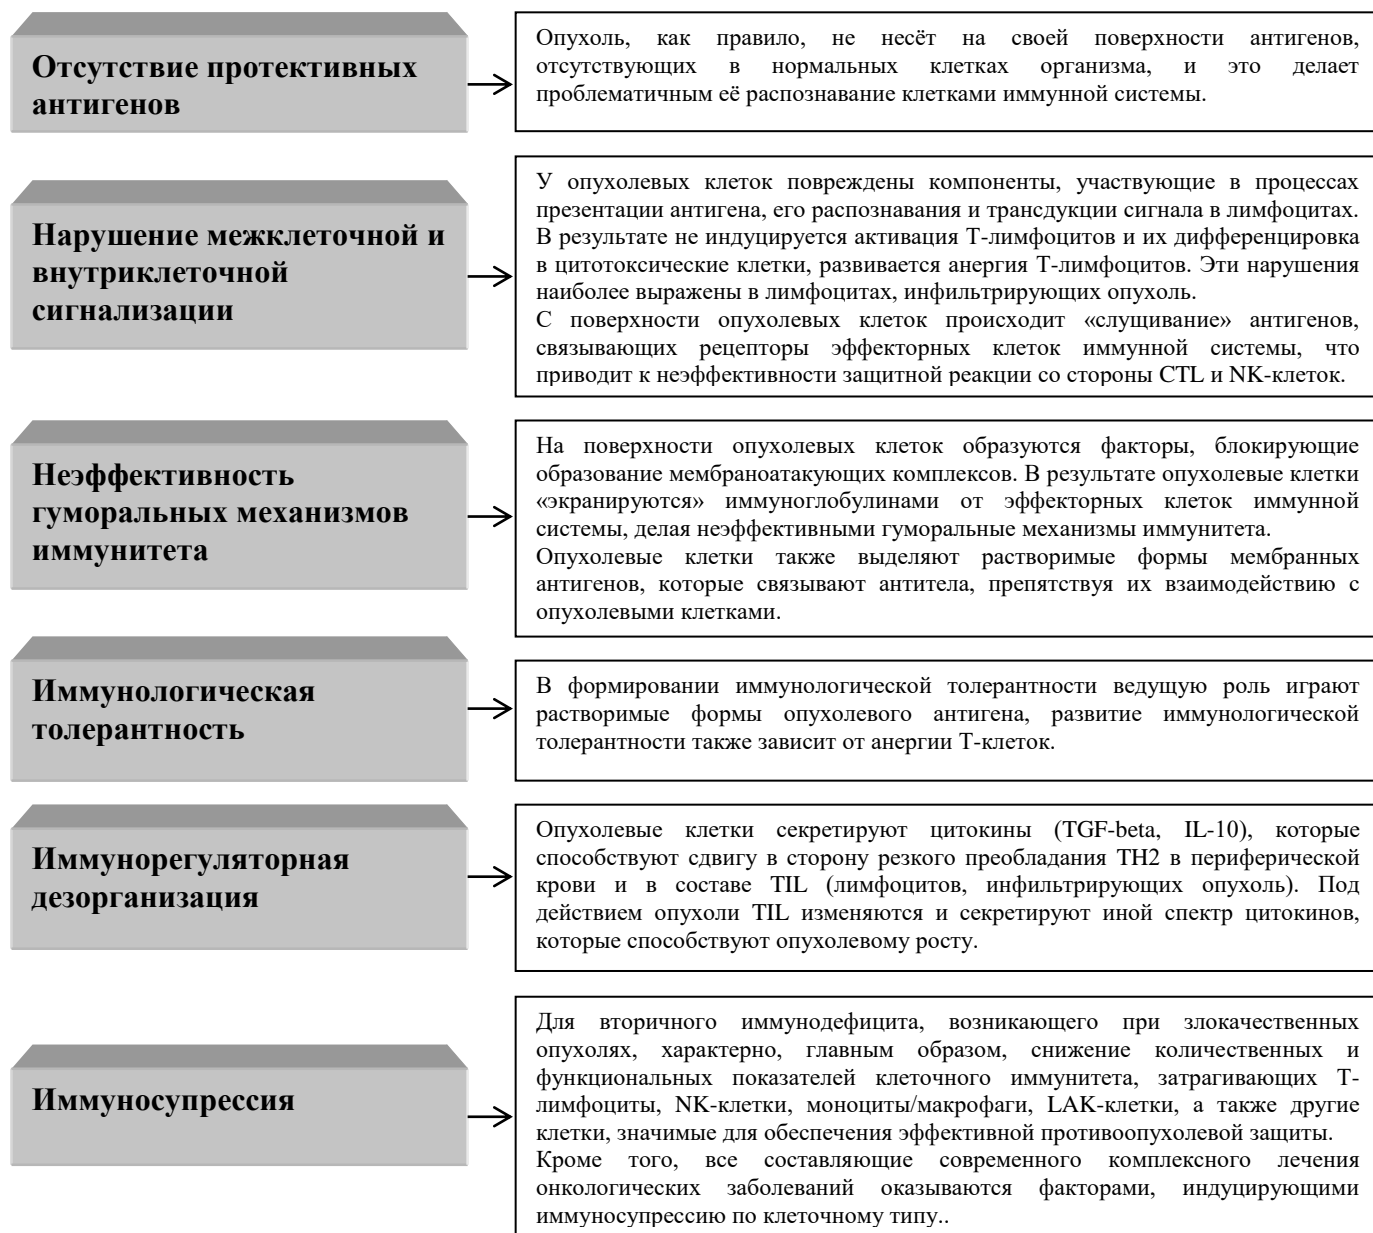 Отсутствие протективных
антигенов
Опухоль, как правило, не несёт на своей поверхности антигенов,
отсутствующих в нормальных клетках организма, и это делает
проблематичным её распознавание клетками иммунной системы.
Нарушение межклеточной и
внутриклеточной
сигнализации
У опухолевых клеток повреждены компоненты, участвующие в процессах
презентации антигена, его распознавания и трансдукции сигнала в лимфоцитах.
В результате не индуцируется активация Т-лимфоцитов и их дифференцировка
в цитотоксические клетки, развивается анергия Т-лимфоцитов. Эти нарушения
наиболее выражены в лимфоцитах, инфильтрирующих опухоль.
С поверхности опухолевых клеток происходит «слущивание» антигенов,
связывающих рецепторы эффекторных клеток иммунной системы, что
приводит к неэффективности защитной реакции со стороны CTL и NK-клеток.
Неэффективность
гуморальных механизмов
иммунитета
На поверхности опухолевых клеток образуются факторы, блокирующие
образование мембраноатакующих комплексов. В результате опухолевые клетки
«экранируются» иммуноглобулинами от эффекторных клеток иммунной
системы, делая неэффективными гуморальные механизмы иммунитета.
Опухолевые клетки также выделяют растворимые формы мембранных
антигенов, которые связывают антитела, препятствуя их взаимодействию с
опухолевыми клетками.
Иммунологическая
толерантность
В формировании иммунологической толерантности ведущую роль играют
растворимые формы опухолевого антигена, развитие иммунологической
толерантности также зависит от анергии Т-клеток.
Иммунорегуляторная
дезорганизация
Опухолевые клетки секретируют цитокины (TGF-beta, IL-10), которые
способствуют сдвигу в сторону резкого преобладания ТН2 в периферической
крови и в составе TIL (лимфоцитов, инфильтрирующих опухоль). Под
действием опухоли TIL изменяются и секретируют иной спектр цитокинов,
которые способствуют опухолевому росту.
Иммуносупрессия
Для вторичного иммунодефицита, возникающего при злокачественных
опухолях, характерно, главным образом, снижение количественных и
функциональных показателей клеточного иммунитета, затрагивающих Т-
лимфоциты, NK-клетки, моноциты/макрофаги, LAK-клетки, а также другие
клетки, значимые для обеспечения эффективной противоопухолевой защиты.
Кроме того, все составляющие современного комплексного лечения
онкологических заболеваний оказываются факторами, индуцирующими
иммуносупрессию по клеточному типу..